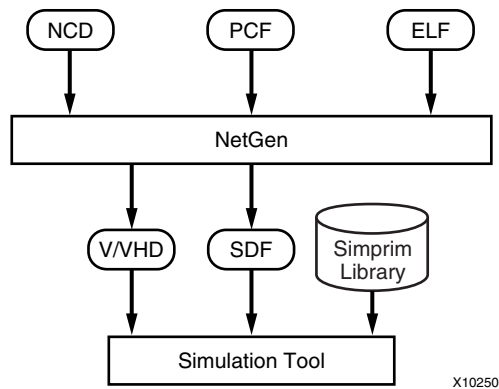 NCD
PCF
ELF
NetGen
V/VHD
SDF
Simprim
Library
Simulation Tool
X10250